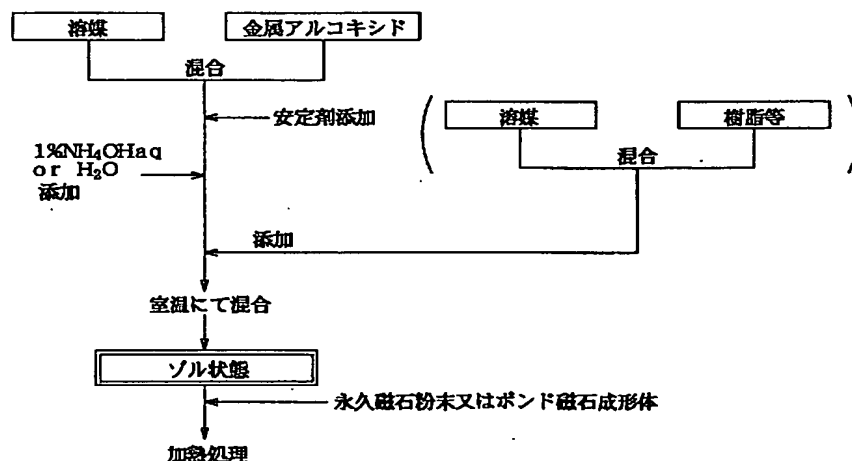 溶媒
金属アルコキシド
混合
安定剤添加
溶媒
樹脂等
混合
1%NH₄OHaq
or H₂O
添加
添加
室温にて混合
ゾル状態
永久磁石粉末又はボンド磁石成形体
加熱処理